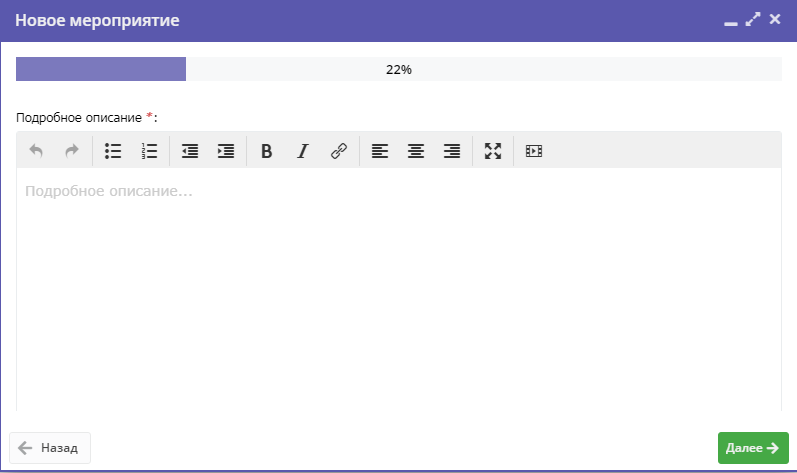 Новое мероприятие
22%
Подробное описание *:
Подробное описание...
Назад
Далее